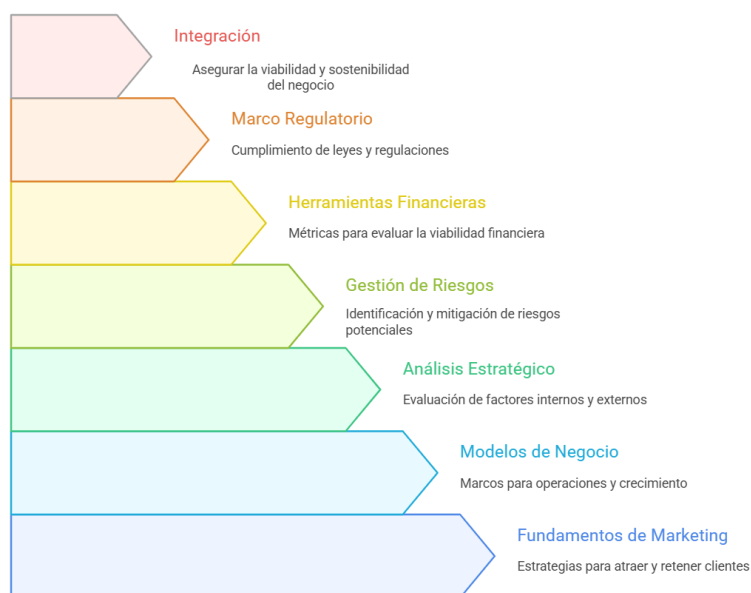 Integración
Asegurar la viabilidad y sostenibilidad
del negocio
Marco Regulatorio
Cumplimiento de leyes y regulaciones
Herramientas Financieras
Métricas para evaluar la viabilidad financiera
Gestión de Riesgos
Identificación y mitigación de riesgos
potenciales
Análisis Estratégico
Evaluación de factores internos y externos
Modelos de Negocio
Marcos para operaciones y crecimiento
Fundamentos de Marketing
Estrategias para atraer y retener clientes